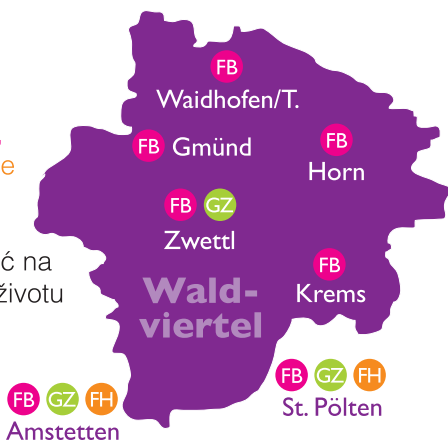 FB
Waidhofen/T.
FB Gmünd
FB
Horn
e
FB GZ
Zwettl
ć na
životu
FB
Krems
Wald-
viertel
FB GZ FH
St. Pölten
FB GZ FH
Amstetten